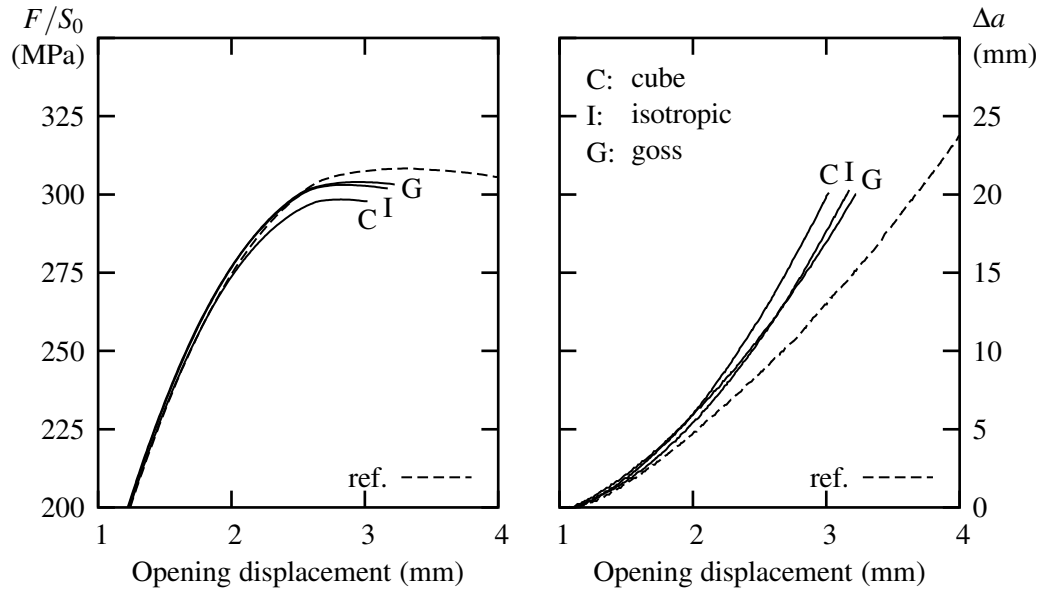 F/S₀
(MPa)
325
300
275
250
225
200
G
I
C
ref.
1
2
3
4
Opening displacement (mm)
Δa
(mm)
C: cube
I: isotropic
G: goss
C
I
G
25
20
15
10
5
0
ref.
1
2
3
4
Opening displacement (mm)